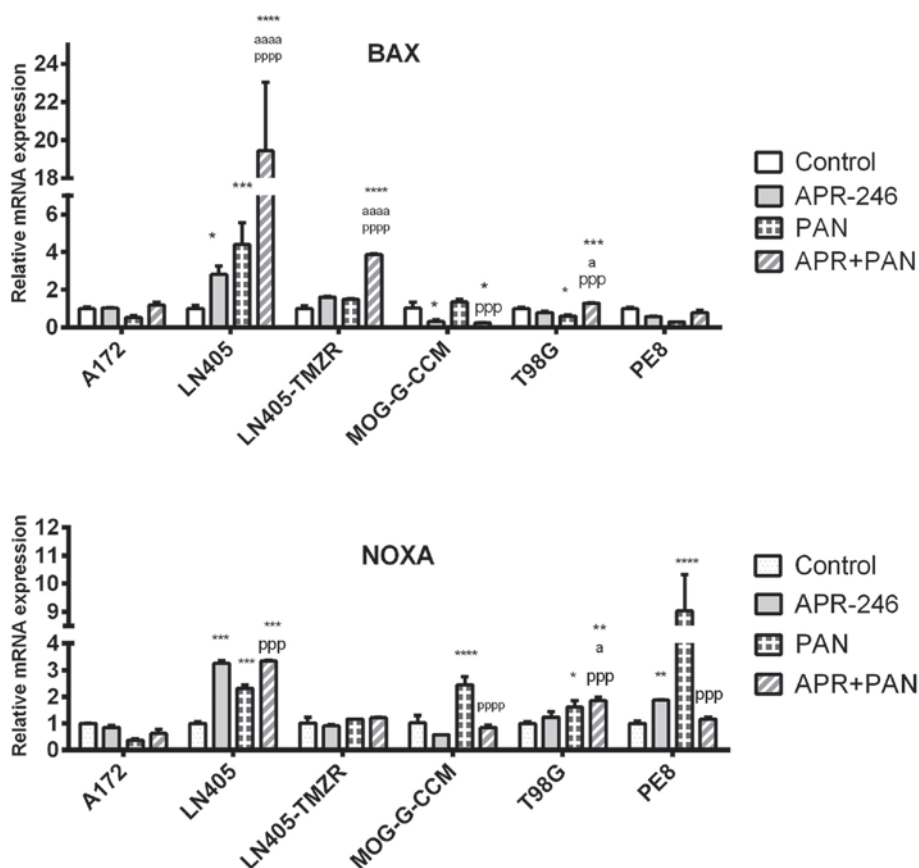 BAX
Relative mRNA expression
24
22
20
18
6
4
2
0
*
***
****
aaaa
pppp
****
aaaa
pppp
*
*
ppp
*
***
a
ppp
A172
LN405
LN405-TMZR
MOG-G-CCM
T98G
PE8
Control
APR-246
PAN
APR+PAN
NOXA
Relative mRNA expression
12
11
10
9
4
3
2
1
0
***
***
***
ppp
****
pppp
*
**
a
ppp
**
****
ppp
A172
LN405
LN405-TMZR
MOG-G-CCM
T98G
PE8
Control
APR-246
PAN
APR+PAN